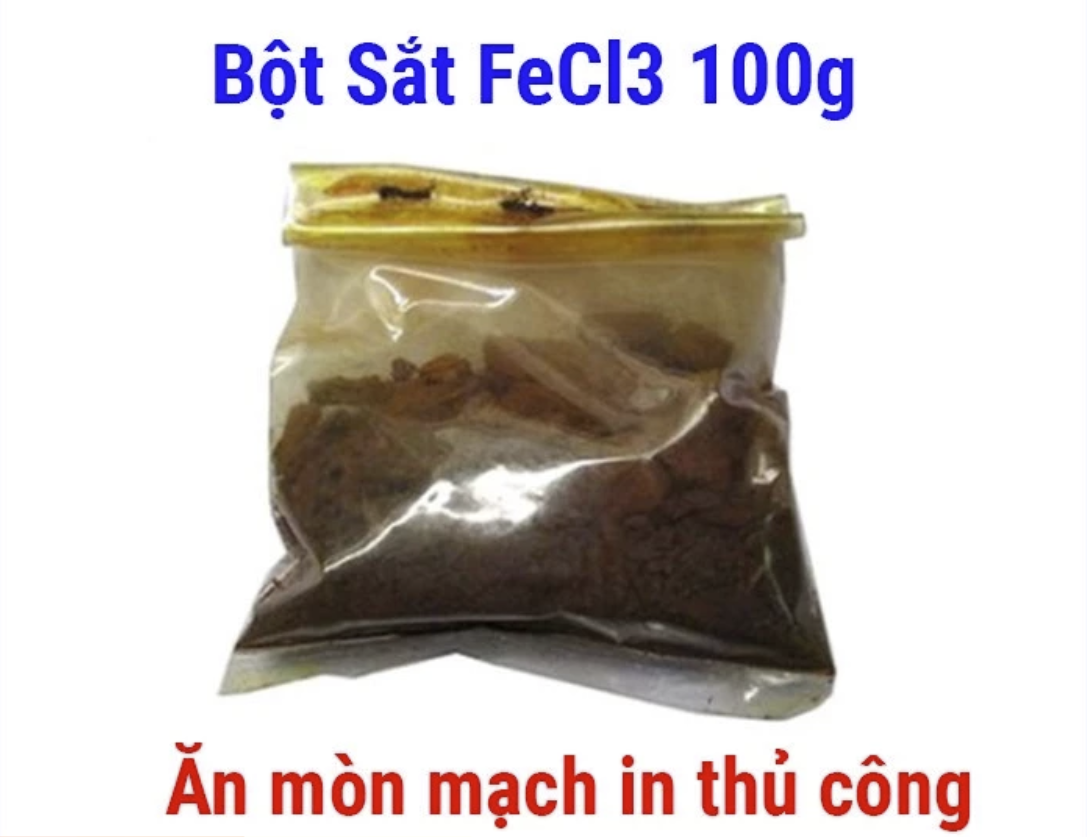 Bột Sắt FeCl3 100g
Ăn mòn mạch in thủ công